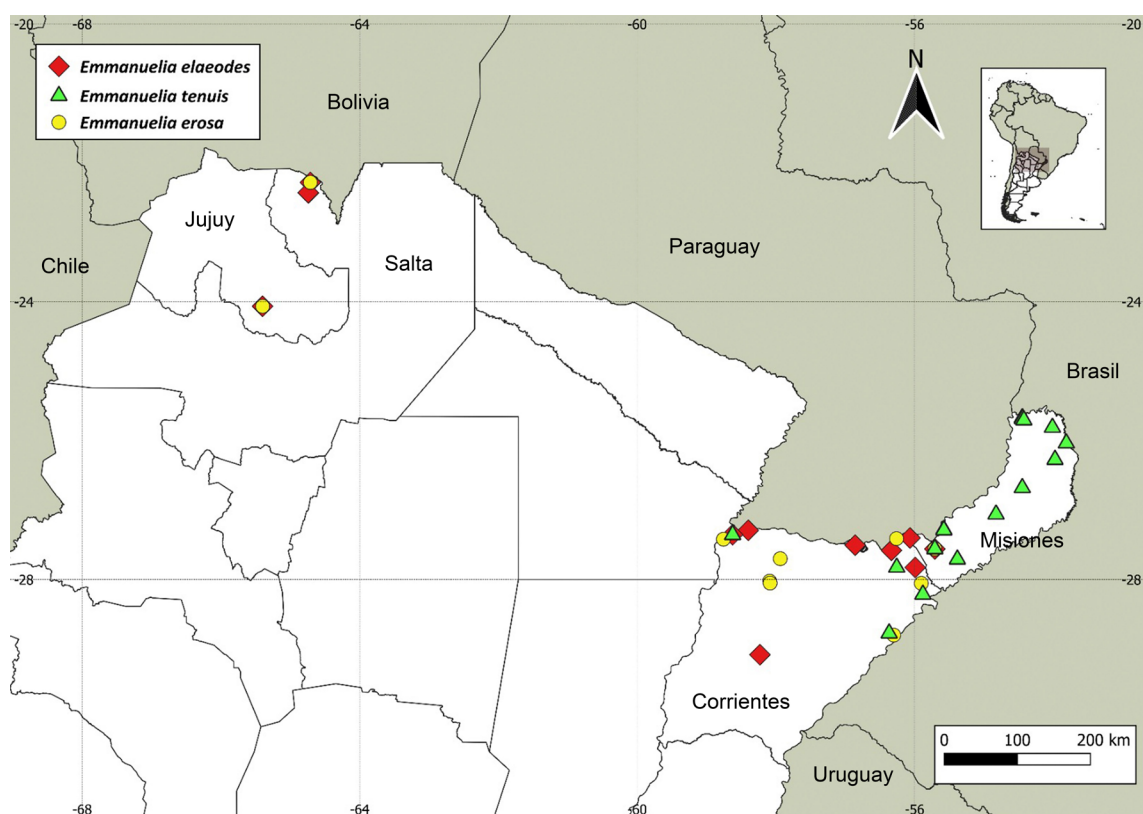 -20 -68 -64 -60 -56 -20
Emmanuelia elaeodes
Emmanuelia tenuis
Emmanuelia erosa
N
Bolivia
Jujuy
Salta
Chile
Paraguay
-24 -24
Brasil
Misiones
-28 -28
Corrientes
0 100 200 km
Uruguay
-68 -64 -60 -56